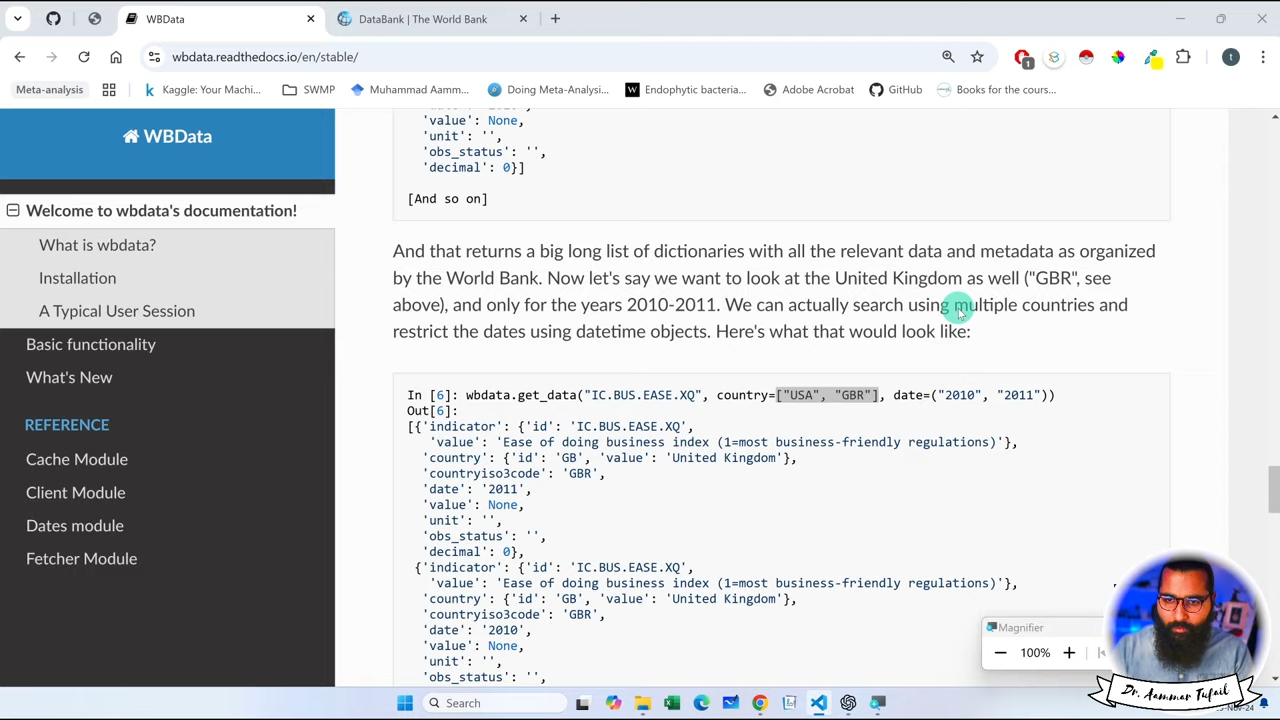 WBData
DataBank | The World Bank
wbdata.readthedocs.io/en/stable/
1
t
Meta-analysis
Kaggle: Your Machi...
SWMP
Muhammad Aamm...
Doing Meta-Analysi...
Endophytic bacteria...
Adobe Acrobat
GitHub
Books for the cours...
WBData
Welcome to wbdata's documentation!
What is wbdata?
Installation
A Typical User Session
Basic functionality
What's New
REFERENCE
Cache Module
Client Module
Dates module
Fetcher Module
'value': None,
'unit': '',
'obs_status': '',
'decimal': 0}]
[And so on]
And that returns a big long list of dictionaries with all the relevant data and metadata as organized
by the World Bank. Now let's say we want to look at the United Kingdom as well ("GBR", see
above), and only for the years 2010-2011. We can actually search using multiple countries and
restrict the dates using datetime objects. Here's what that would look like:
In [6]: wbdata.get_data("IC.BUS.EASE.XQ", country=["USA", "GBR"], date=("2010", "2011"))
Out[6]:
[{'indicator': {'id': 'IC.BUS.EASE.XQ',
'value': 'Ease of doing business index (1=most business-friendly regulations)'},
'country': {'id': 'GB', 'value': 'United Kingdom'},
'countryiso3code': 'GBR',
'date': '2011',
'value': None,
'unit': '',
'obs_status': '',
'decimal': 0},
{'indicator': {'id': 'IC.BUS.EASE.XQ',
'value': 'Ease of doing business index (1=most business-friendly regulations)'},
'country': {'id': 'GB', 'value': 'United Kingdom'},
'countryiso3code': 'GBR',
'date': '2010',
'value': None,
'unit': '',
'obs_status': '',
Magnifier
100%
Dr. Aammar Tufail
Search